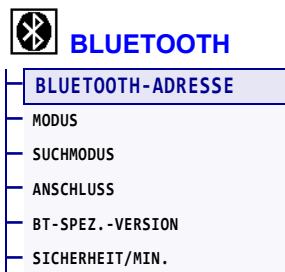 BLUETOOTH
BLUETOOTH-ADRESSE
MODUS
SUCHMODUS
ANSCHLUSS
BT-SPEZ.-VERSION
SICHERHEIT/MIN.